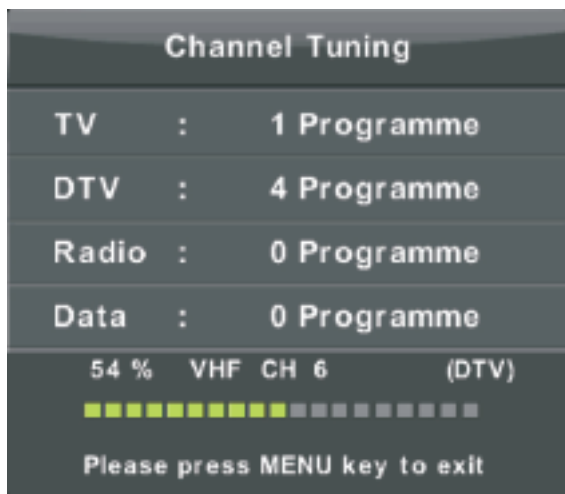 Channel Tuning
TV : 1 Programme
DTV : 4 Programme
Radio : 0 Programme
Data : 0 Programme
54 % VHF CH 6 (DTV)
Please press MENU key to exit